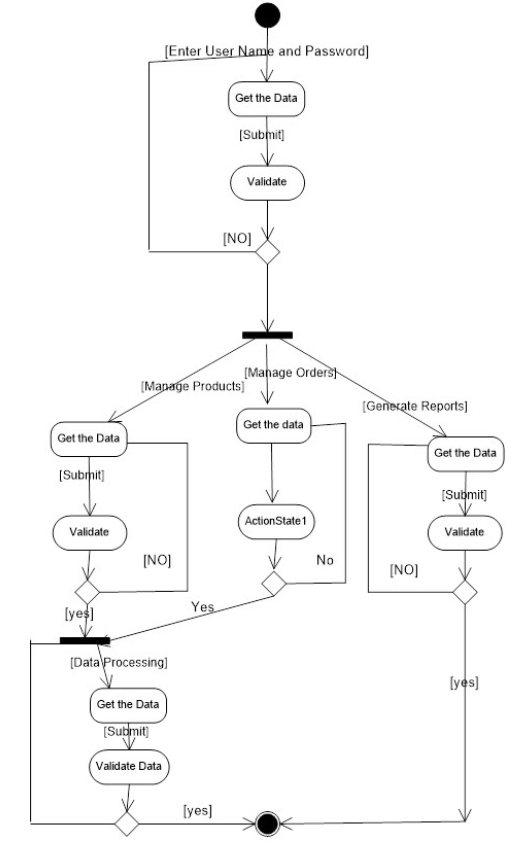 [Enter User Name and Password]
Get the Data
[Submit]
Validate
[NO]
[Manage Products]
[Manage Orders]
[Generate Reports]
Get the Data
Get the data
Get the Data
[Submit]
[Submit]
Validate
ActionState1
Validate
[NO]
No
[NO]
[yes]
Yes
[Data Processing]
[yes]
Get the Data
[Submit]
Validate Data
[yes]